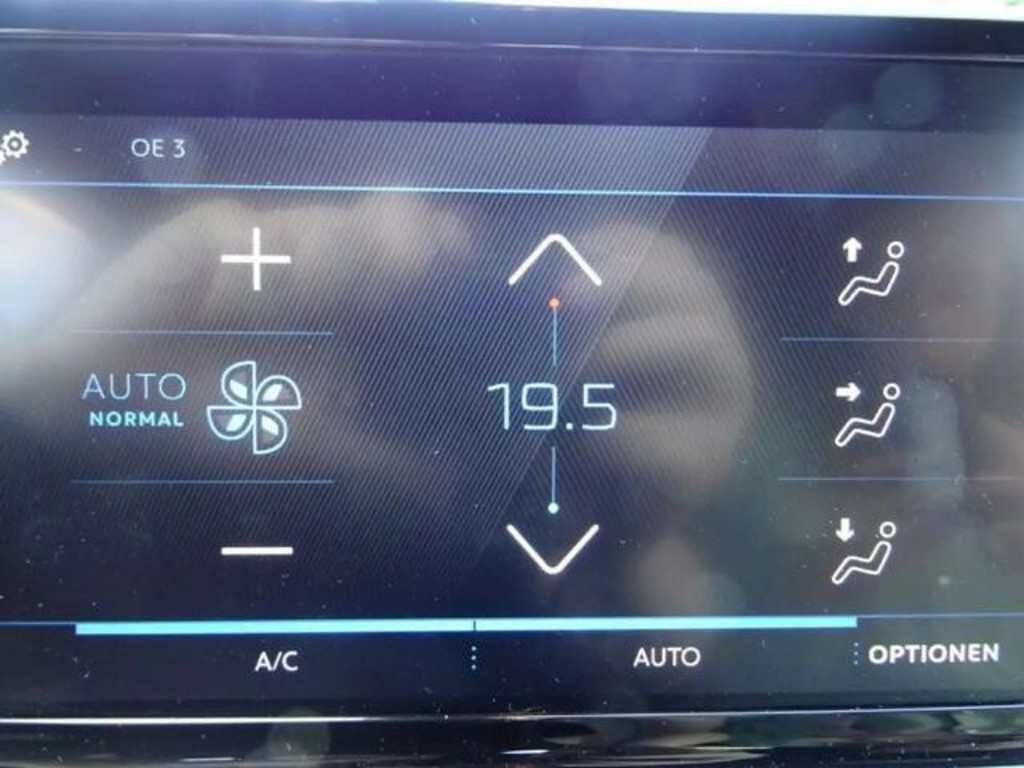 OE 3
AUTO
NORMAL
19.5
A/C
AUTO
OPTIONEN